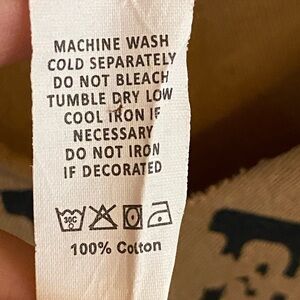 MACHINE WASH
COLD SEPARATELY
DO NOT BLEACH
TUMBLE DRY LOW
COOL IRON IF
NECESSARY
DO NOT IRON
IF DECORATED
30C
100% Cotton